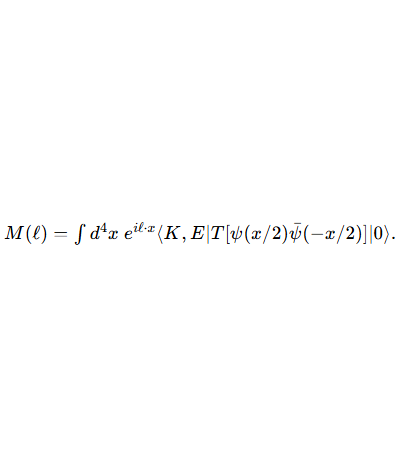 M(ℓ) = ∫ d⁴x e^{iℓ·x}⟨K, E|T[ψ(x/2)ψ̄(−x/2)]|0⟩.